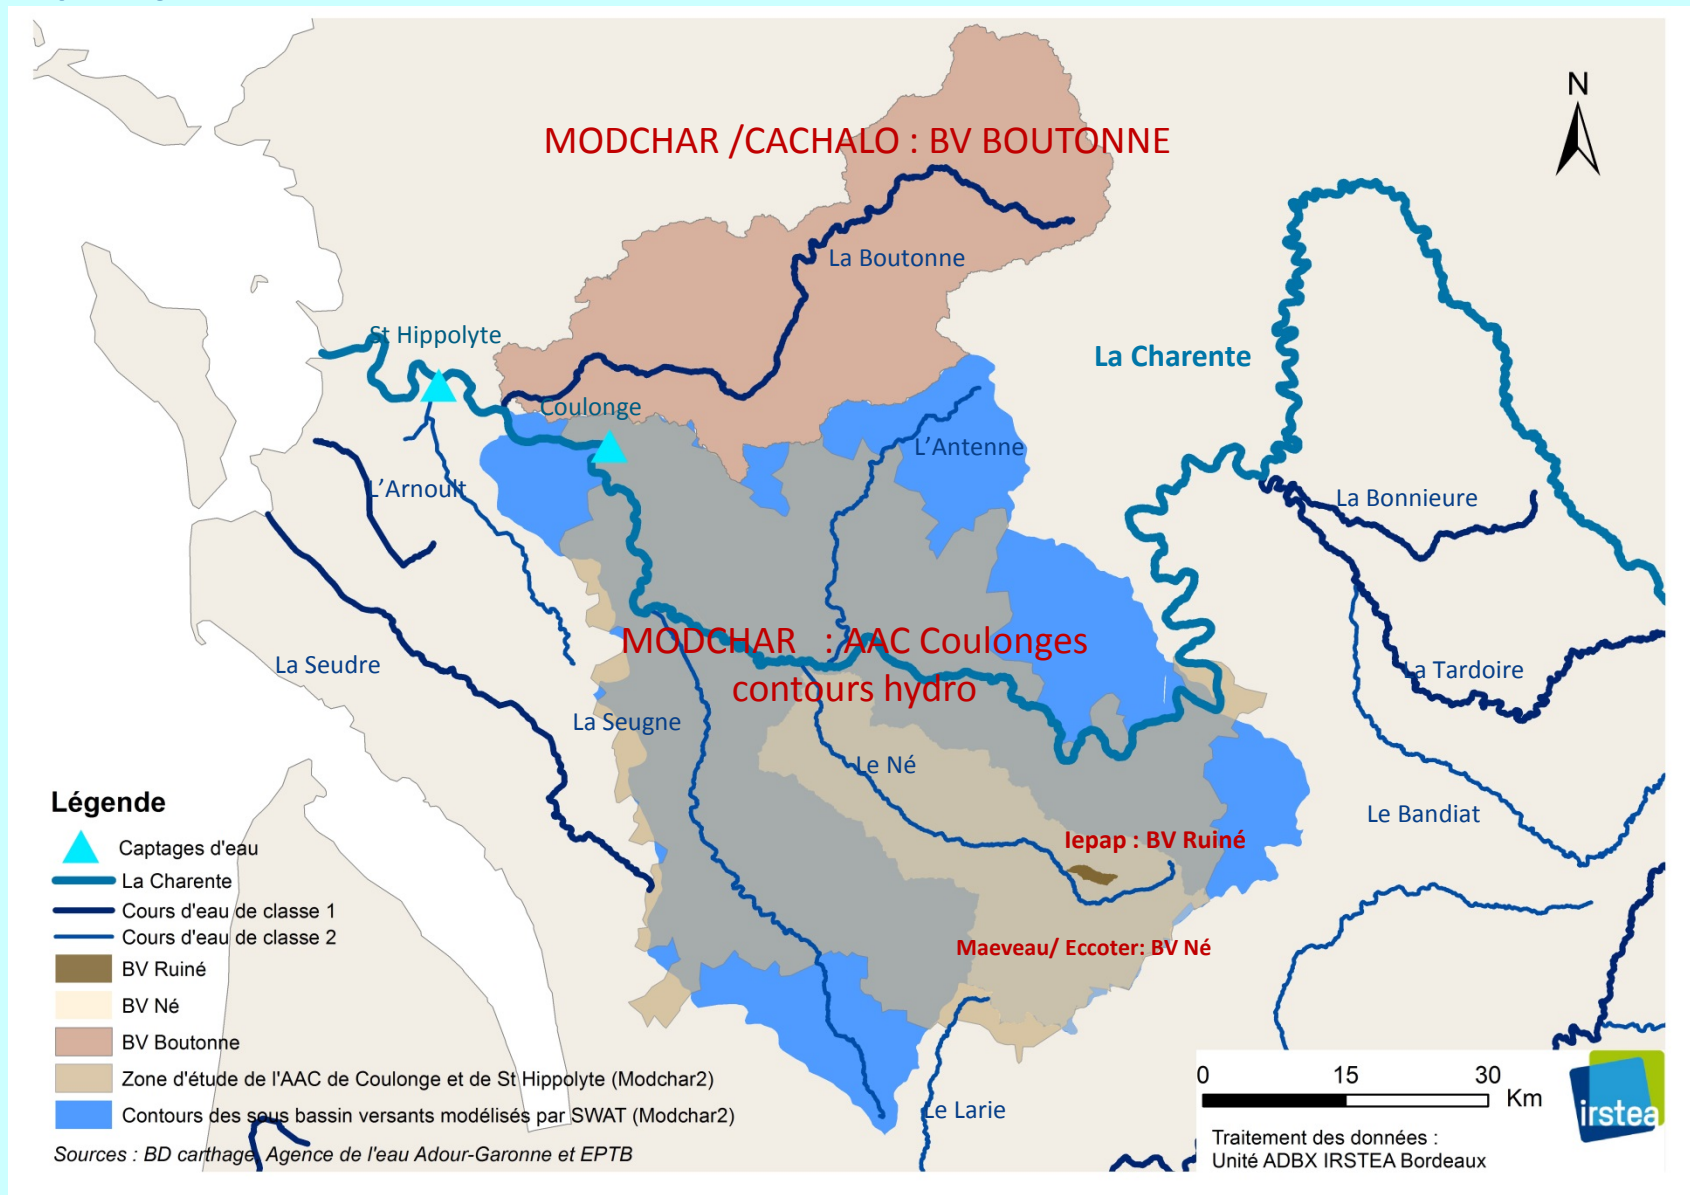 N
MODCHAR /CACHALO : BV BOUTONNE
La Boutonne
St Hippolyte
La Charente
Coulonge
L'Antenne
L'Arnoult
La Bonnieure
MODCHAR : AAC Coulonges
contours hydro
La Seudre
La Tardoire
La Seugne
Le Né
Le Bandiat
Iepap : BV Ruiné
Maeveau/ Eccoter: BV Né
Le Larie
Légende
Captages d'eau
La Charente
Cours d'eau de classe 1
Cours d'eau de classe 2
BV Ruiné
BV Né
BV Boutonne
Zone d'étude de l'AAC de Coulonge et de St Hippolyte (Modchar2)
Contours des sous bassin versants modélisés par SWAT (Modchar2)
Sources : BD carthage, Agence de l'eau Adour-Garonne et EPTB
0 15 30
Km
Traitement des données :
Unité ADBX IRSTEA Bordeaux
irstea